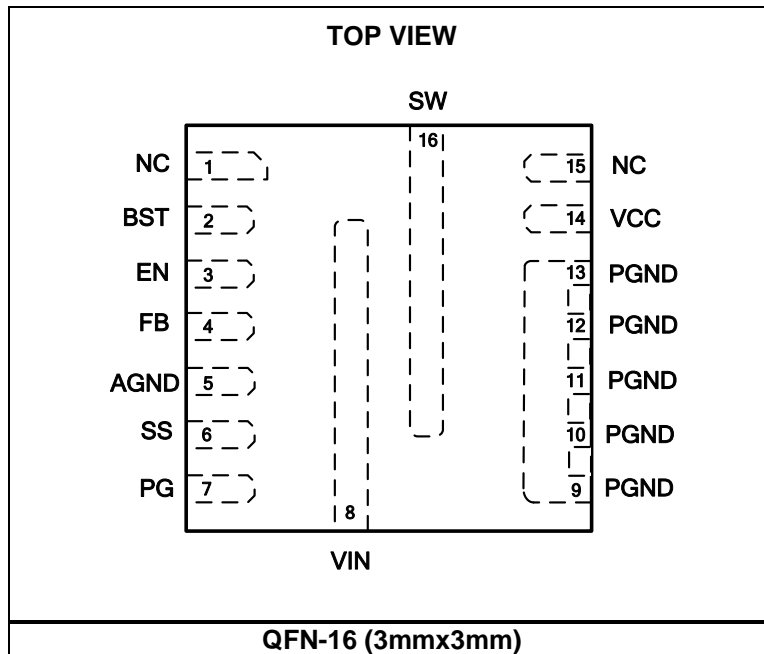 TOP VIEW
SW
16
NC 1 15 NC
BST 2 14 VCC
EN 3 13 PGND
FB 4 12 PGND
AGND 5 11 PGND
SS 6 10 PGND
PG 7 9 PGND
8
VIN
QFN-16 (3mmx3mm)